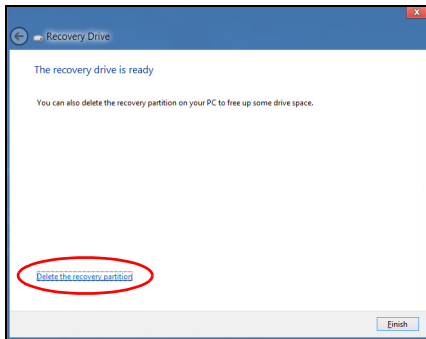 Recovery Drive
The recovery drive is ready
You can also delete the recovery partition on your PC to free up some drive space.
Delete the recovery partition
Finish